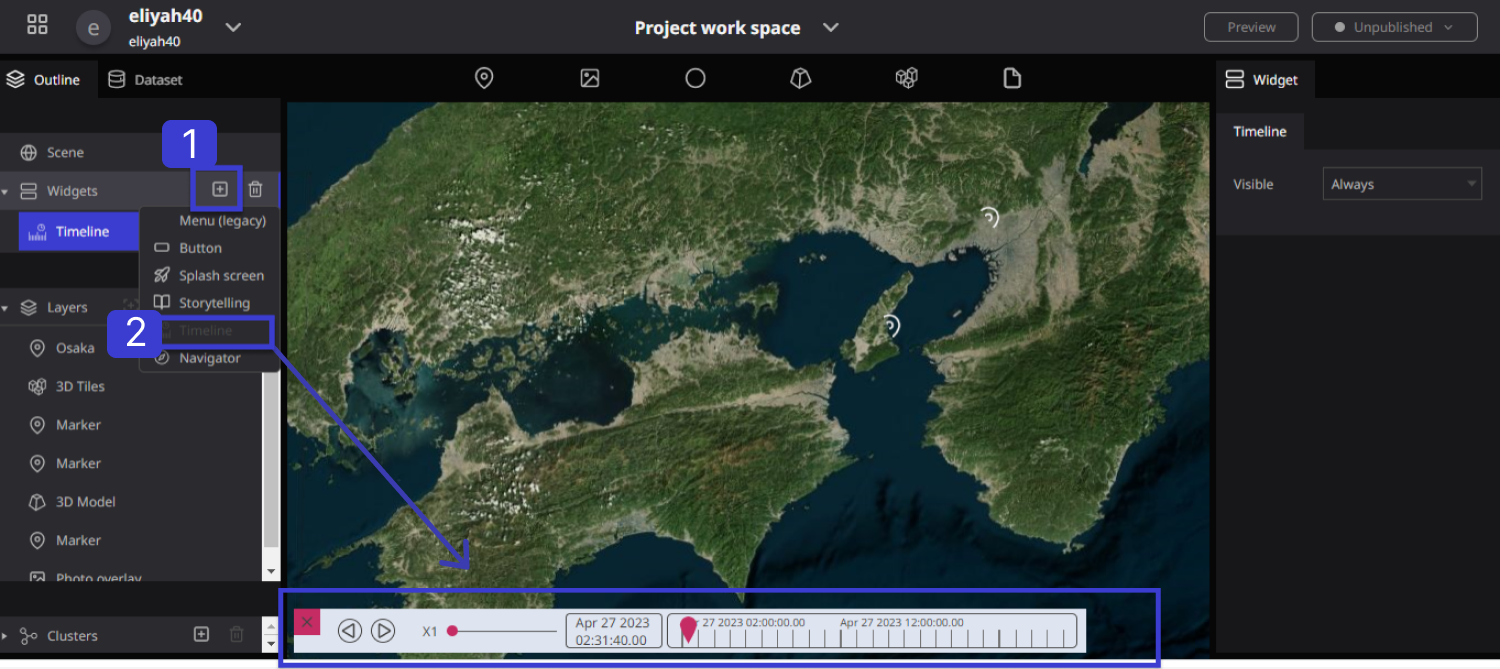 e
eliyah40
eliyah40
Project work space
Preview
Unpublished
Outline
Dataset
Widget
1
Scene
Widgets
Timeline
Menu (legacy)
Button
Splash screen
Storytelling
2
Timeline
Navigator
Layers
Osaka
3D Tiles
Marker
Marker
3D Model
Marker
Photo overlay
Clusters
X1
Apr 27 2023
02:31:40.00
27 2023 02:00:00.00
Apr 27 2023 12:00:00.00
Timeline
Visible
Always